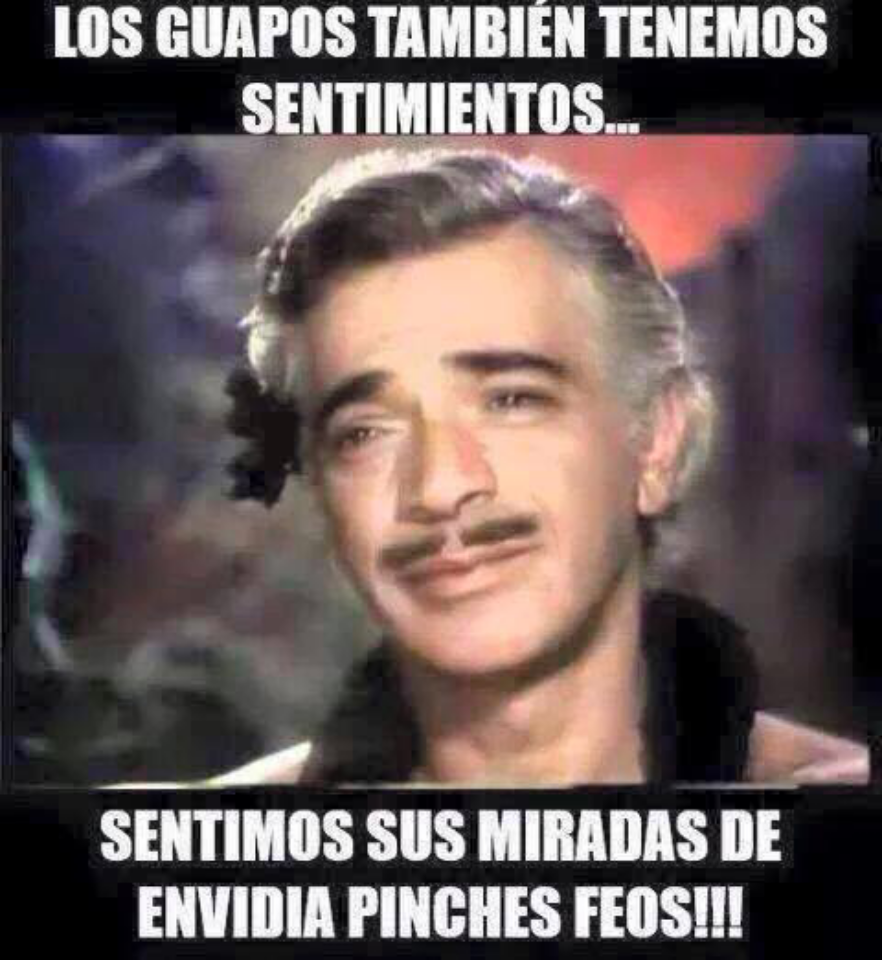 LOS GUAPOS TAMBIÉN TENEMOS
SENTIMIENTOS...
SENTIMOS SUS MIRADAS DE
ENVIDIA PINCHES FEOS!!!